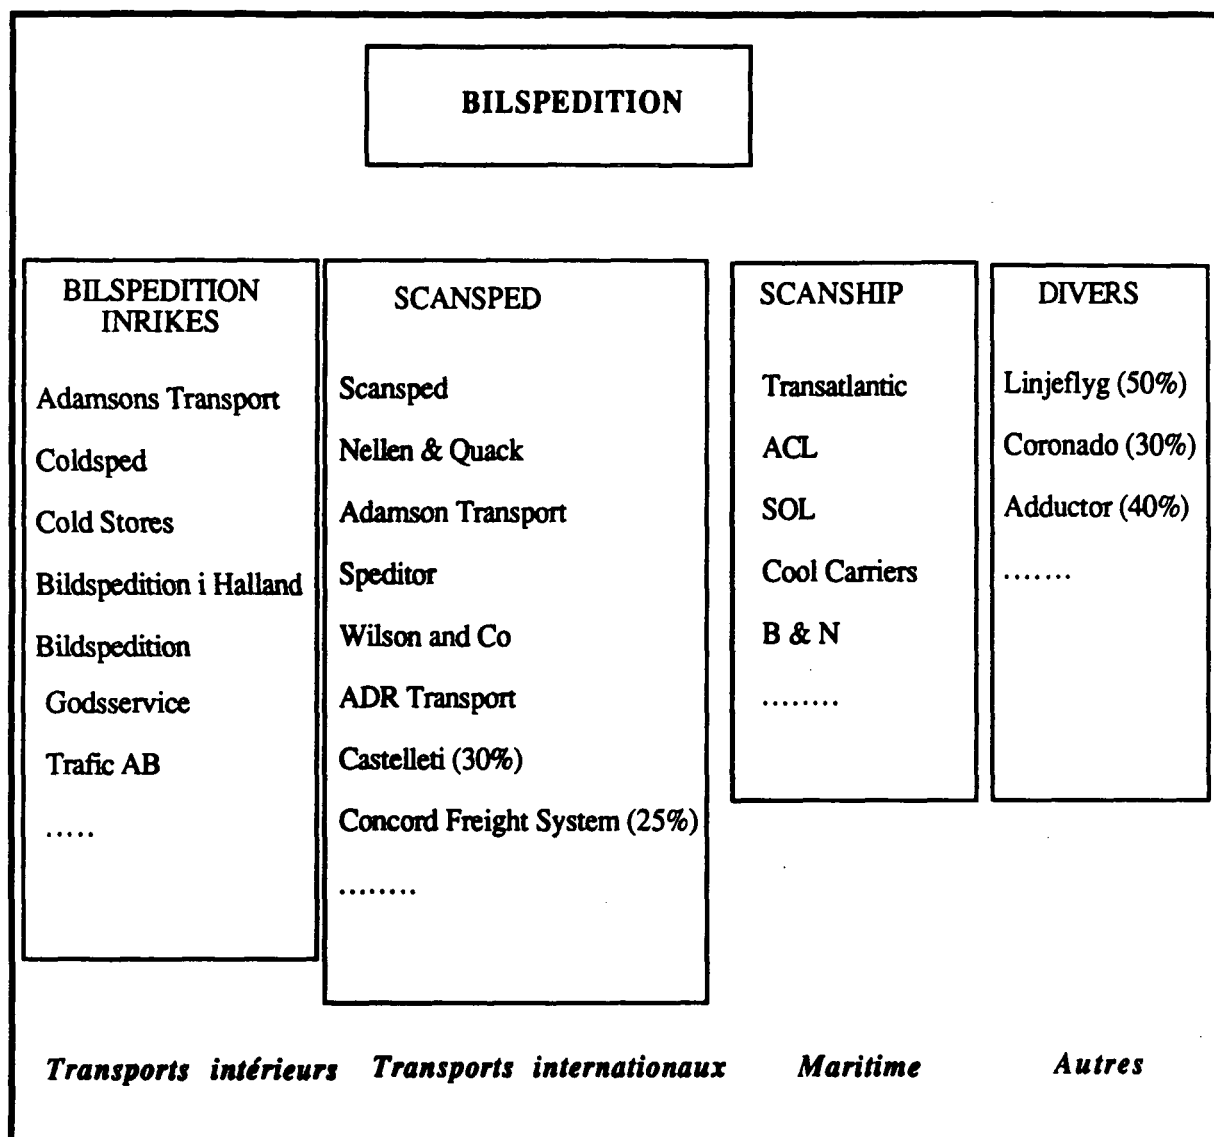 BILSPEDITION
BILSPEDITION
INRIKES
Adamsons Transport
Coldsped
Cold Stores
Bildspedition i Halland
Bildspedition
Godsservice
Trafic AB
.....
SCANSPED
Scansped
Nellen & Quack
Adamson Transport
Speditor
Wilson and Co
ADR Transport
Castelleti (30%)
Concord Freight System (25%)
........
SCANSHIP
Transatlantic
ACL
SOL
Cool Carriers
B & N
........
DIVERS
Linjeflyg (50%)
Coronado (30%)
Adductor (40%)
.......
Transports intérieurs
Transports internationaux
Maritime
Autres